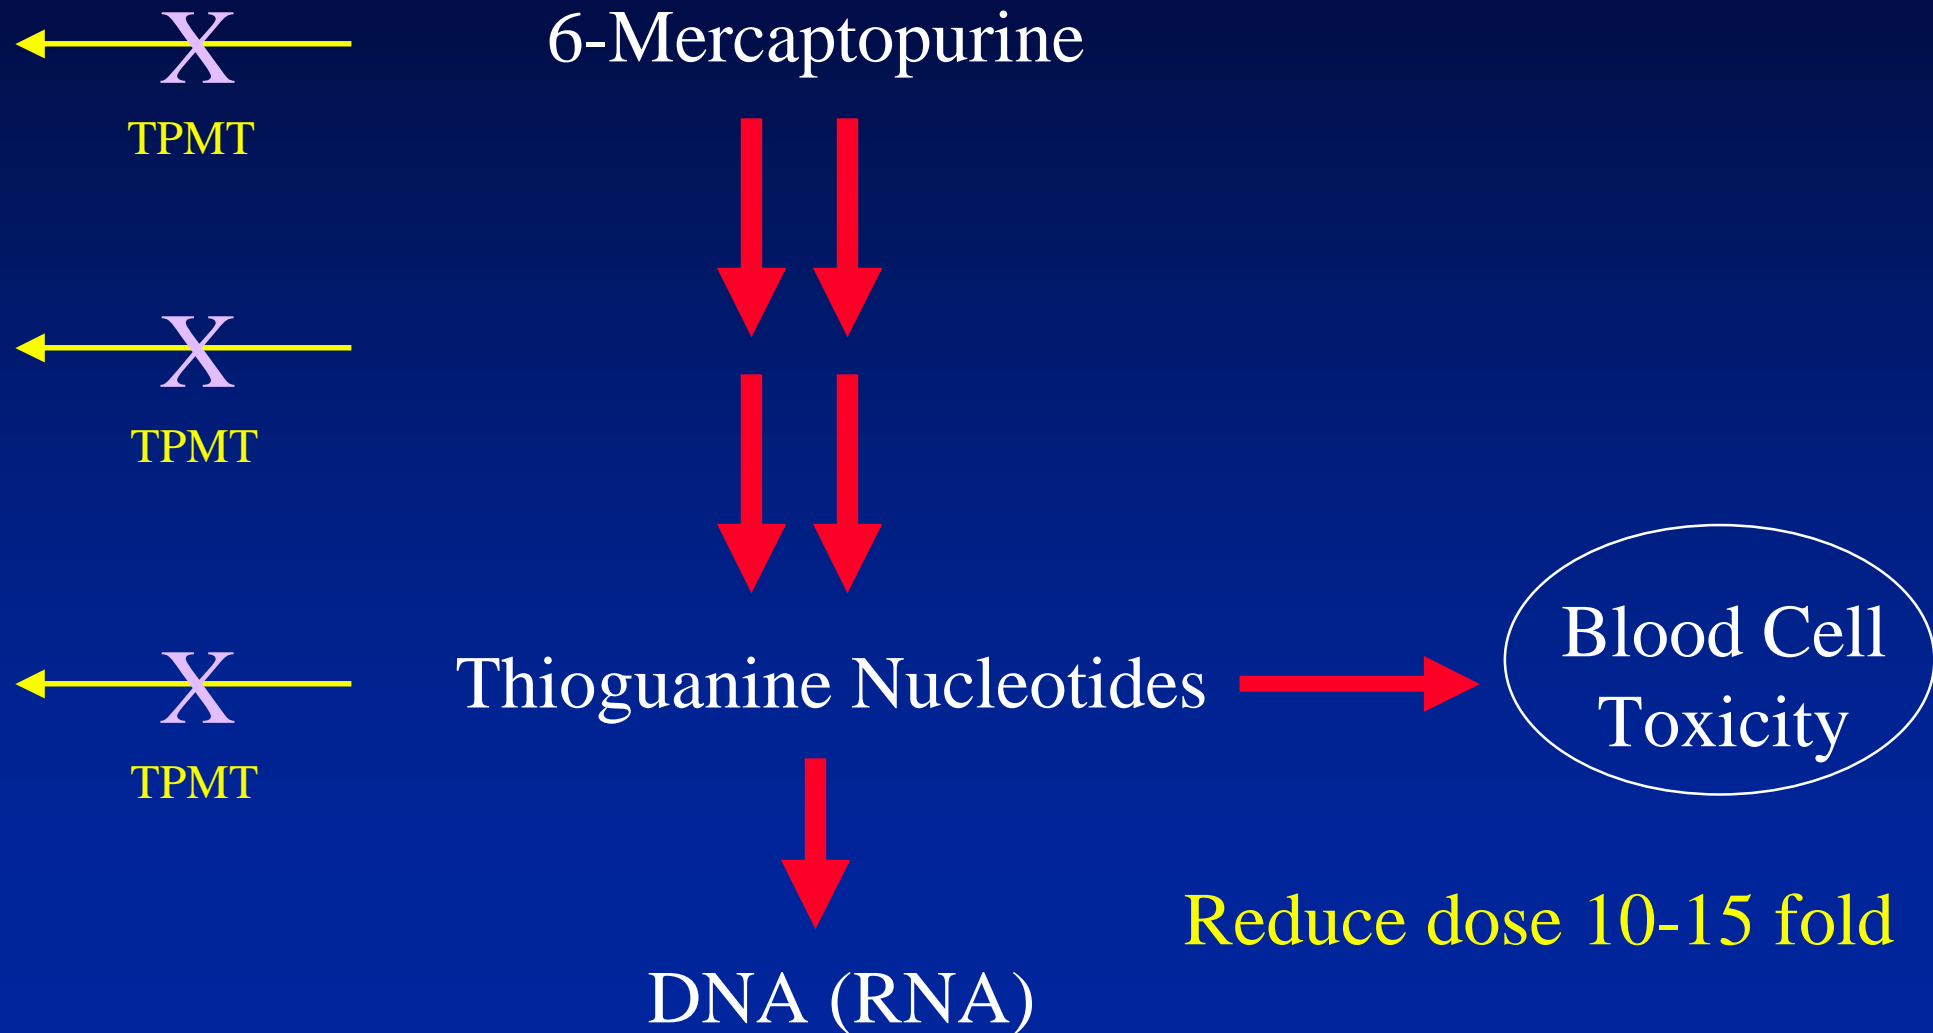 X
6-Mercaptopurine
TPMT
X
TPMT
X
Thioguanine Nucleotides
Blood Cell
Toxicity
TPMT
Reduce dose 10-15 fold
DNA (RNA)